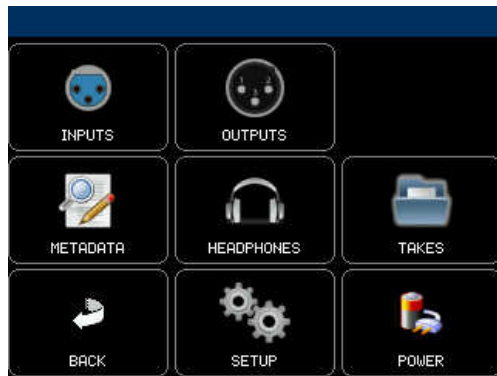 INPUTS
OUTPUTS
METADATA
HEADPHONES
TAKES
BACK
SETUP
POWER